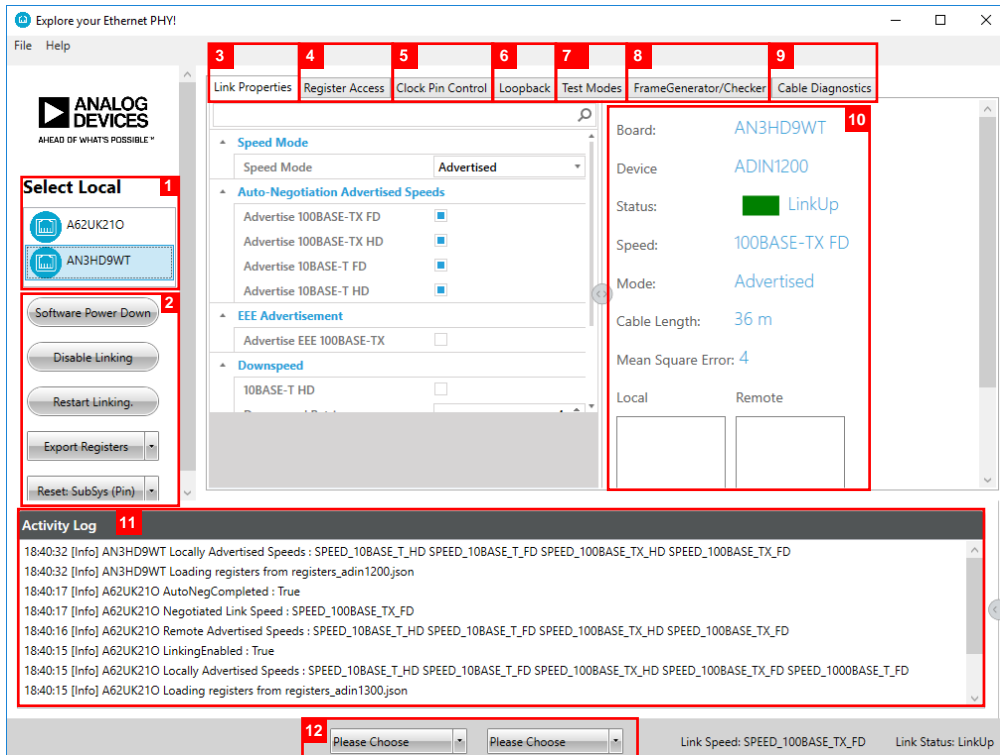 Explore your Ethernet PHY!
File Help
3 4 5 6 7 8 9
Link Properties Register Access Clock Pin Control Loopback Test Modes FrameGenerator/Checker Cable Diagnostics
ANALOG
DEVICES
AHEAD OF WHAT'S POSSIBLE™
Select Local 1
A62UK21O
AN3HD9WT
2
Software Power Down
Disable Linking
Restart Linking.
Export Registers
Reset: SubSys (Pin)
Speed Mode
Speed Mode Advertised
Auto-Negotiation Advertised Speeds
Advertise 100BASE-TX FD
Advertise 100BASE-TX HD
Advertise 10BASE-T FD
Advertise 10BASE-T HD
EEE Advertisement
Advertise EEE 100BASE-TX
Downspeed
10BASE-T HD
10
Board: AN3HD9WT
Device ADIN1200
Status: LinkUp
Speed: 100BASE-TX FD
Mode: Advertised
Cable Length: 36 m
Mean Square Error: 4
Local Remote
Activity Log 11
18:40:32 [Info] AN3HD9WT Locally Advertised Speeds : SPEED_10BASE_T_HD SPEED_10BASE_T_FD SPEED_100BASE_TX_HD SPEED_100BASE_TX_FD
18:40:32 [Info] AN3HD9WT Loading registers from registers_adin1200.json
18:40:17 [Info] A62UK21O AutoNegCompleted : True
18:40:17 [Info] A62UK21O Negotiated Link Speed : SPEED_100BASE_TX_FD
18:40:16 [Info] A62UK21O Remote Advertised Speeds : SPEED_10BASE_T_HD SPEED_10BASE_T_FD SPEED_100BASE_TX_HD SPEED_100BASE_TX_FD
18:40:15 [Info] A62UK21O LinkingEnabled : True
18:40:15 [Info] A62UK21O Locally Advertised Speeds : SPEED_10BASE_T_HD SPEED_10BASE_T_FD SPEED_100BASE_TX_HD SPEED_100BASE_TX_FD SPEED_1000BASE_T_FD
18:40:15 [Info] A62UK21O Loading registers from registers_adin1300.json
12 Please Choose Please Choose Link Speed: SPEED_100BASE_TX_FD Link Status: LinkUp